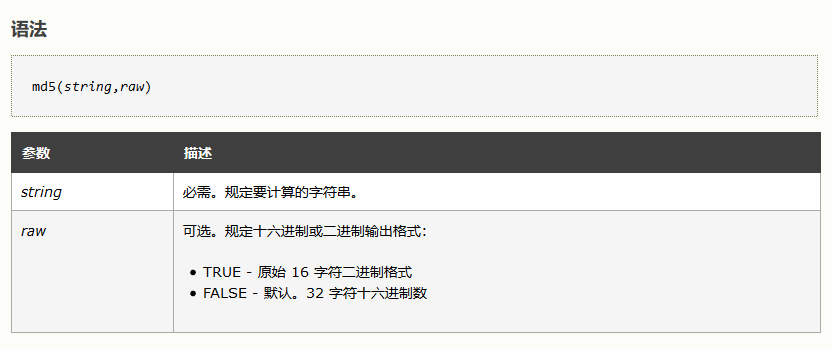 语法
md5(string,raw)
参数 描述
string 必需。规定要计算的字符串。
raw 可选。规定十六进制或二进制输出格式：
• TRUE - 原始 16 字符二进制格式
• FALSE - 默认。32 字符十六进制数